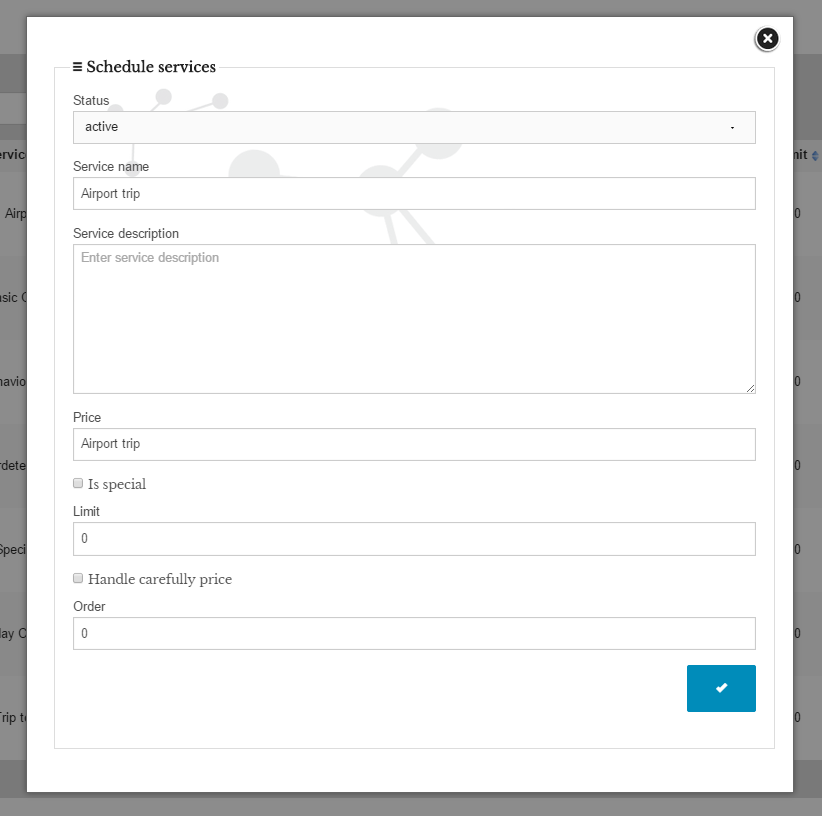 Schedule services
Status
active
Service name
Airport trip
Service description
Enter service description
Price
Airport trip
Is special
Limit
0
Handle carefully price
Order
0